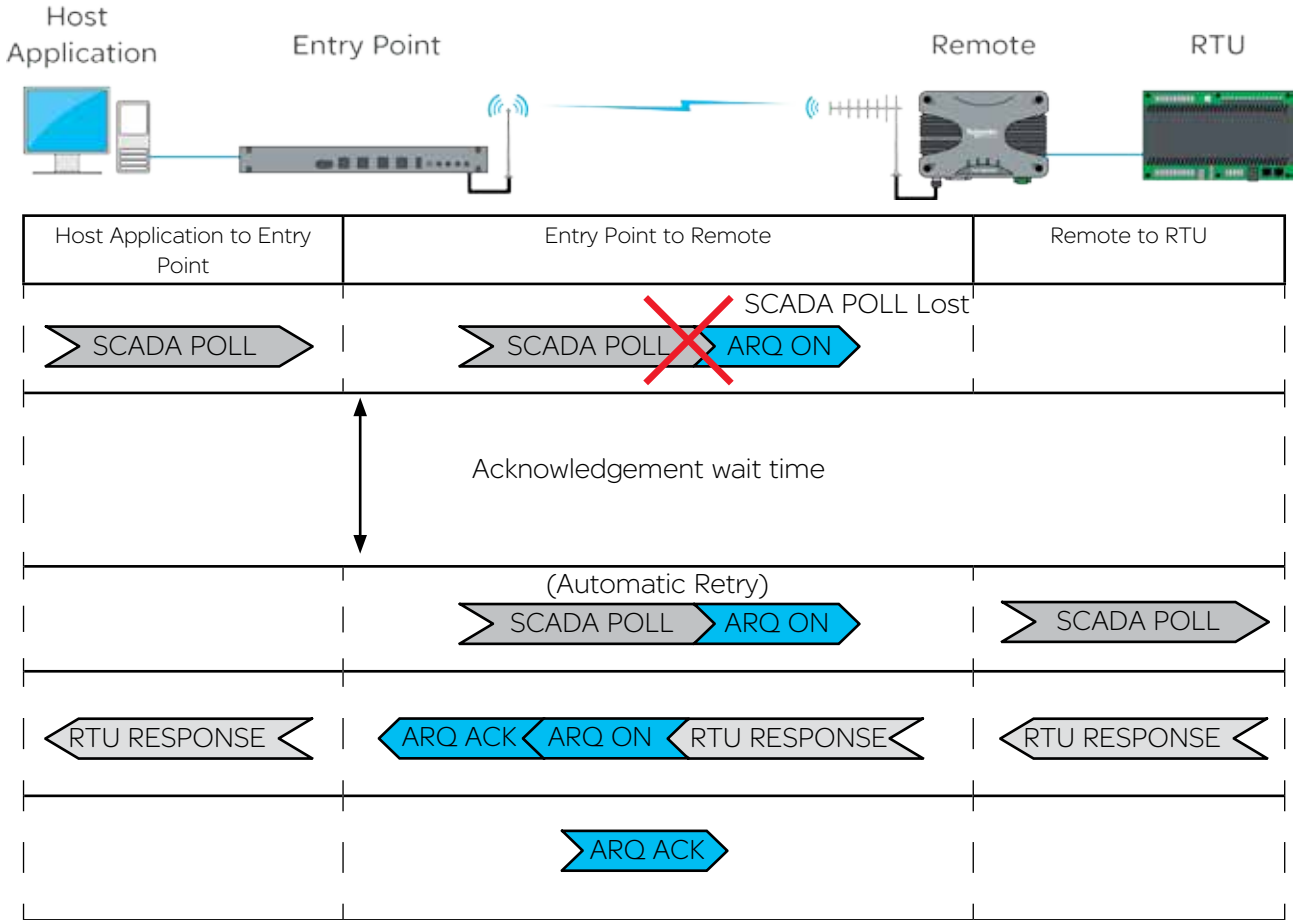 Host
Application
Entry Point
Remote
RTU
Host Application to Entry
Point
Entry Point to Remote
Remote to RTU
SCADA POLL Lost
SCADA POLL
SCADA POLL
ARQ ON
Acknowledgement wait time
(Automatic Retry)
SCADA POLL
ARQ ON
SCADA POLL
RTU RESPONSE
ARQ ACK
ARQ ON
RTU RESPONSE
RTU RESPONSE
ARQ ACK